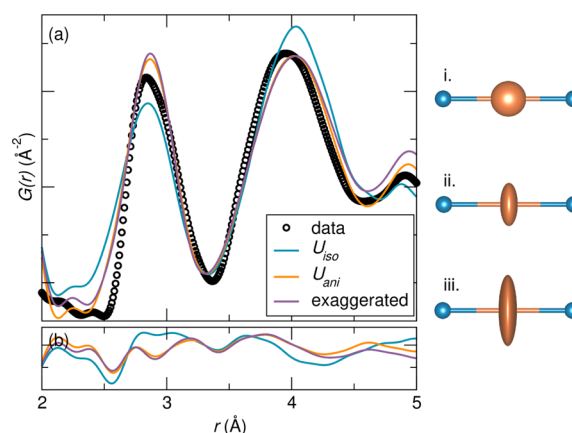 (a)
i.
G(r) (Å⁻²)
ii.
data
U_iso
U_ani
exaggerated
iii.
(b)
2 3 4 5
r (Å)